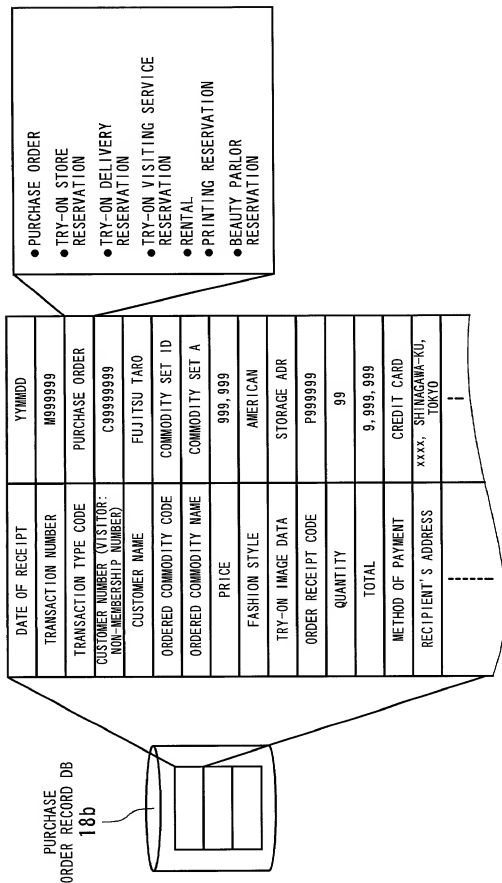 PURCHASE
ORDER RECORD DB
18b
DATE OF RECEIPT YYMMDD
TRANSACTION NUMBER M999999
TRANSACTION TYPE CODE PURCHASE ORDER
CUSTOMER NUMBER (VISITOR:
NON-MEMBERSHIP NUMBER) C99999999
CUSTOMER NAME FUJITSU TARO
ORDERED COMMODITY CODE COMMODITY SET ID
ORDERED COMMODITY NAME COMMODITY SET A
PRICE 999,999
FASHION STYLE AMERICAN
TRY-ON IMAGE DATA STORAGE ADR
ORDER RECEIPT CODE P999999
QUANTITY 99
TOTAL 9,999,999
METHOD OF PAYMENT CREDIT CARD
RECIPIENT'S ADDRESS xxxx, SHINAGAWA-KU,
TOKYO
● PURCHASE ORDER
● TRY-ON STORE
RESERVATION
● TRY-ON DELIVERY
RESERVATION
● TRY-ON VISITING SERVICE
RESERVATION
● RENTAL
● PRINTING RESERVATION
● BEAUTY PARLOR
RESERVATION